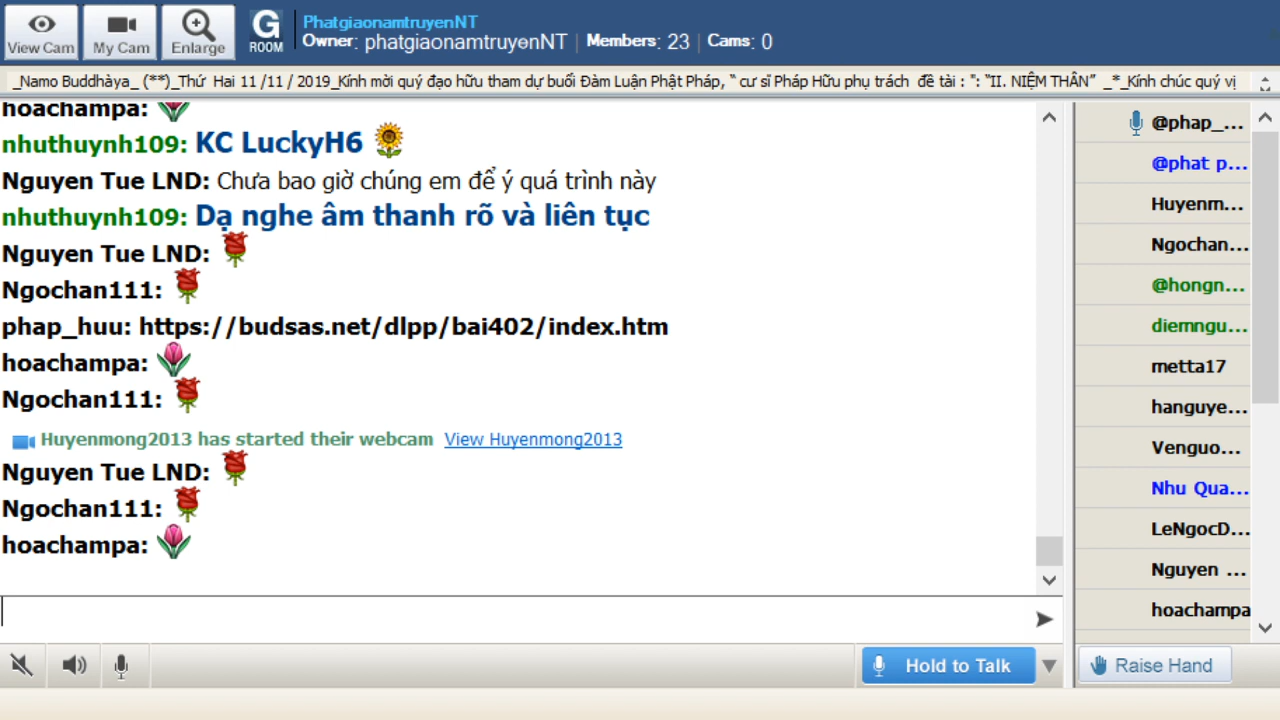 View Cam
My Cam
Enlarge
G
ROOM
PhatgiaonamtruyenNT
Owner: phatgiaonamtruyenNT | Members: 23 | Cams: 0
_Namo Buddhàya_ (**)_Thứ Hai 11 /11 / 2019_Kính mời quý đạo hữu tham dự buổi Đàm Luận Phật Pháp, “ cư sĩ Pháp Hữu phụ trách đề tài : ": “II. NIỆM THÂN” _*_Kính chúc quý vị
hoachampa:
nhuthuynh109: KC LuckyH6
Nguyen Tue LND: Chưa bao giờ chúng em để ý quá trình này
nhuthuynh109: Dạ nghe âm thanh rõ và liên tục
Nguyen Tue LND:
Ngochan111:
phap_huu: https://budsas.net/dlpp/bai402/index.htm
hoachampa:
Ngochan111:
Huyenmong2013 has started their webcam View Huyenmong2013
Nguyen Tue LND:
Ngochan111:
hoachampa:
@phap_...
@phat p...
Huyenm...
Ngochan...
@hongn...
diemngu...
metta17
hanguye...
Venguo...
Nhu Qua...
LeNgocD...
Nguyen ...
hoachampa
Hold to Talk
Raise Hand